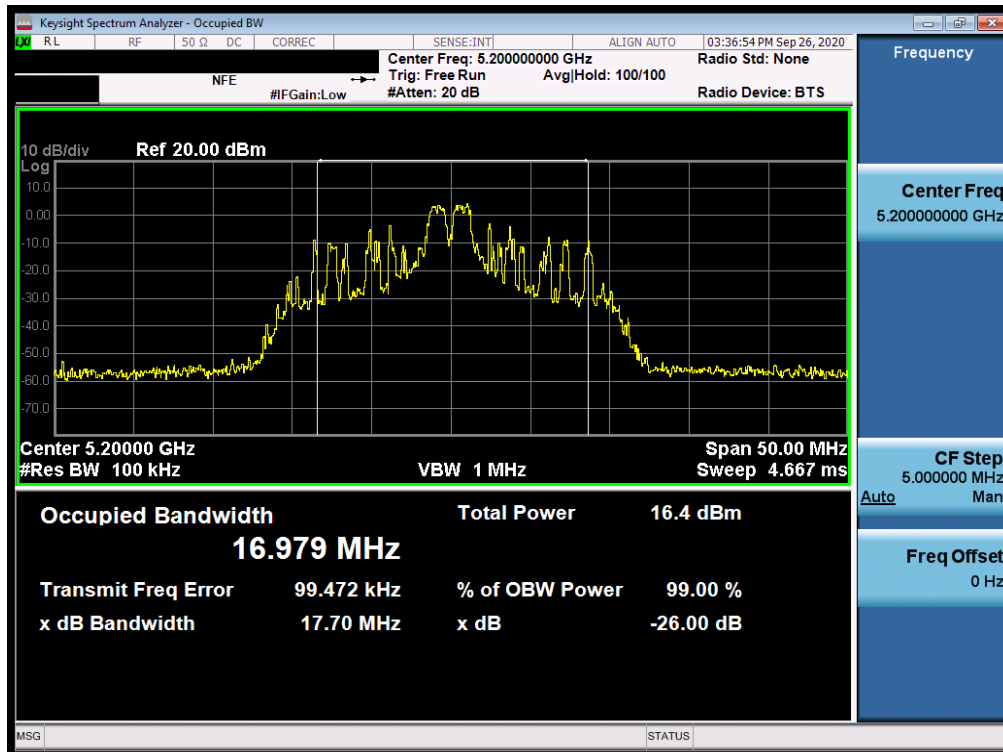 Keysight Spectrum Analyzer - Occupied BW
LXI RL RF 50 Ω DC CORREC SENSE:INT ALIGN AUTO 03:36:54 PM Sep 26, 2020
Center Freq: 5.200000000 GHz Radio Std: None
NFE Trig: Free Run Avg|Hold: 100/100
#IFGain:Low #Atten: 20 dB Radio Device: BTS
10 dB/div Ref 20.00 dBm
Log
10.0
0.00
-10.0
-20.0
-30.0
-40.0
-50.0
-60.0
-70.0
Center 5.20000 GHz Span 50.00 MHz
#Res BW 100 kHz VBW 1 MHz Sweep 4.667 ms
Occupied Bandwidth Total Power 16.4 dBm
16.979 MHz
Transmit Freq Error 99.472 kHz % of OBW Power 99.00 %
x dB Bandwidth 17.70 MHz x dB -26.00 dB
Frequency
Center Freq
5.200000000 GHz
CF Step
5.000000 MHz
Auto Man
Freq Offset
0 Hz
MSG STATUS